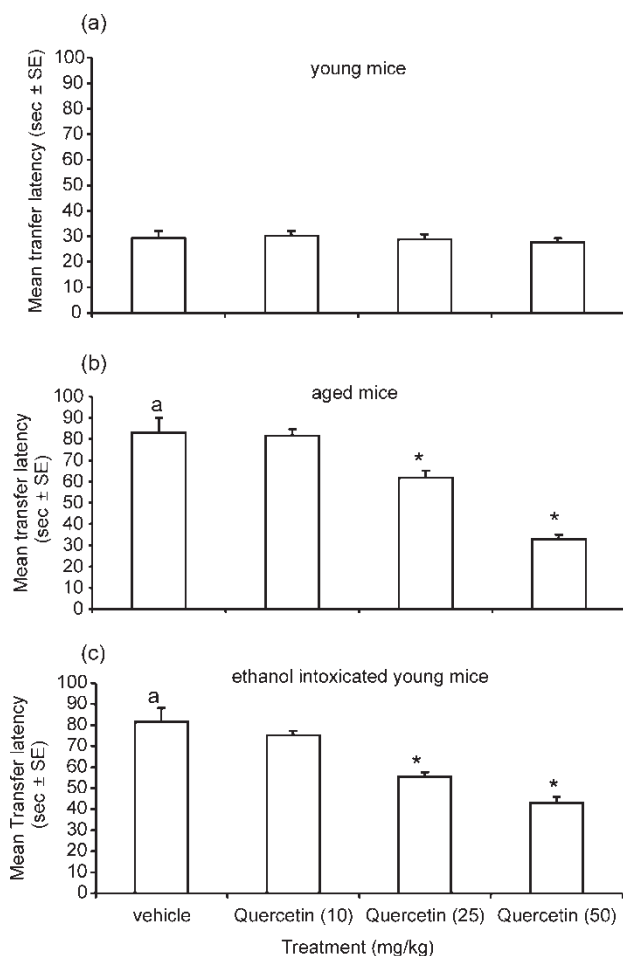 (a)
young mice
Mean tranfer latency (sec ± SE)
100
90
80
70
60
50
40
30
20
10
0
(b)
aged mice
Mean transfer latency
(sec ± SE)
100
90
80
70
60
50
40
30
20
10
0
a
*
*
(c)
ethanol intoxicated young mice
Mean Transfer latency
(sec ± SE)
100
90
80
70
60
50
40
30
20
10
0
a
*
*
vehicle Quercetin (10) Quercetin (25) Quercetin (50)
Treatment (mg/kg)